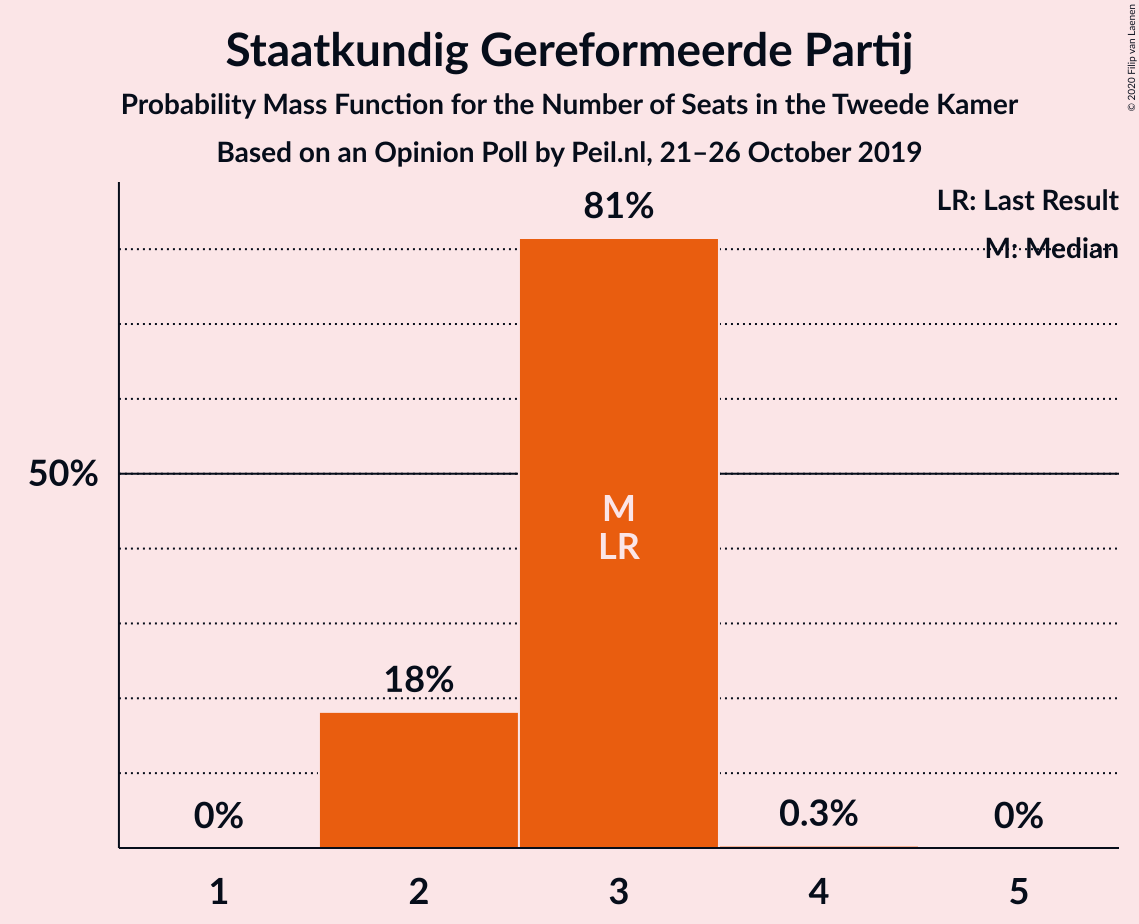 Staatkundig Gereformeerde Partij
Probability Mass Function for the Number of Seats in the Tweede Kamer
Based on an Opinion Poll by Peil.nl, 21–26 October 2019
© 2020 Filip van Laenen
LR: Last Result
M: Median
81%
50%
M
LR
18%
0%
0.3%
0%
1
2
3
4
5